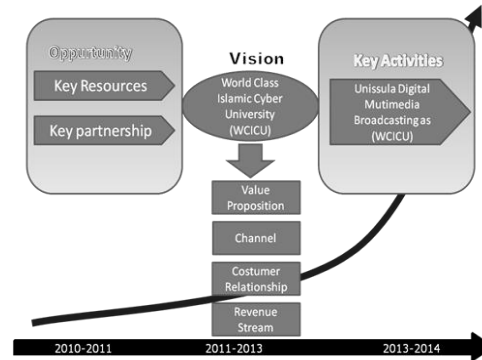 Oppurtunity
Key Resources
Key partnership
Vision
World Class
Islamic Cyber
University
(WCICU)
Value
Proposition
Channel
Costumer
Relationship
Revenue
Stream
Key Activities
Unissula Digital
Mutimedia
Broadcasting as
(WCICU)
2010-2011
2011-2013
2013-2014